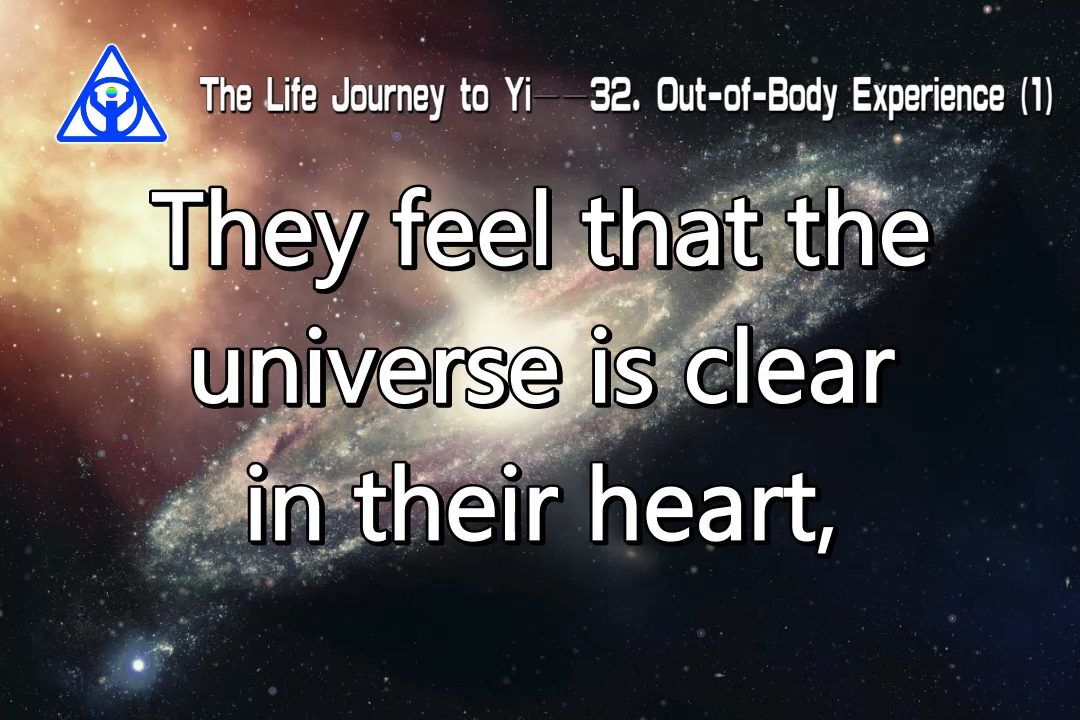 The Life Journey to Yi——32. Out-of-Body Experience (1)
They feel that the
universe is clear
in their heart,